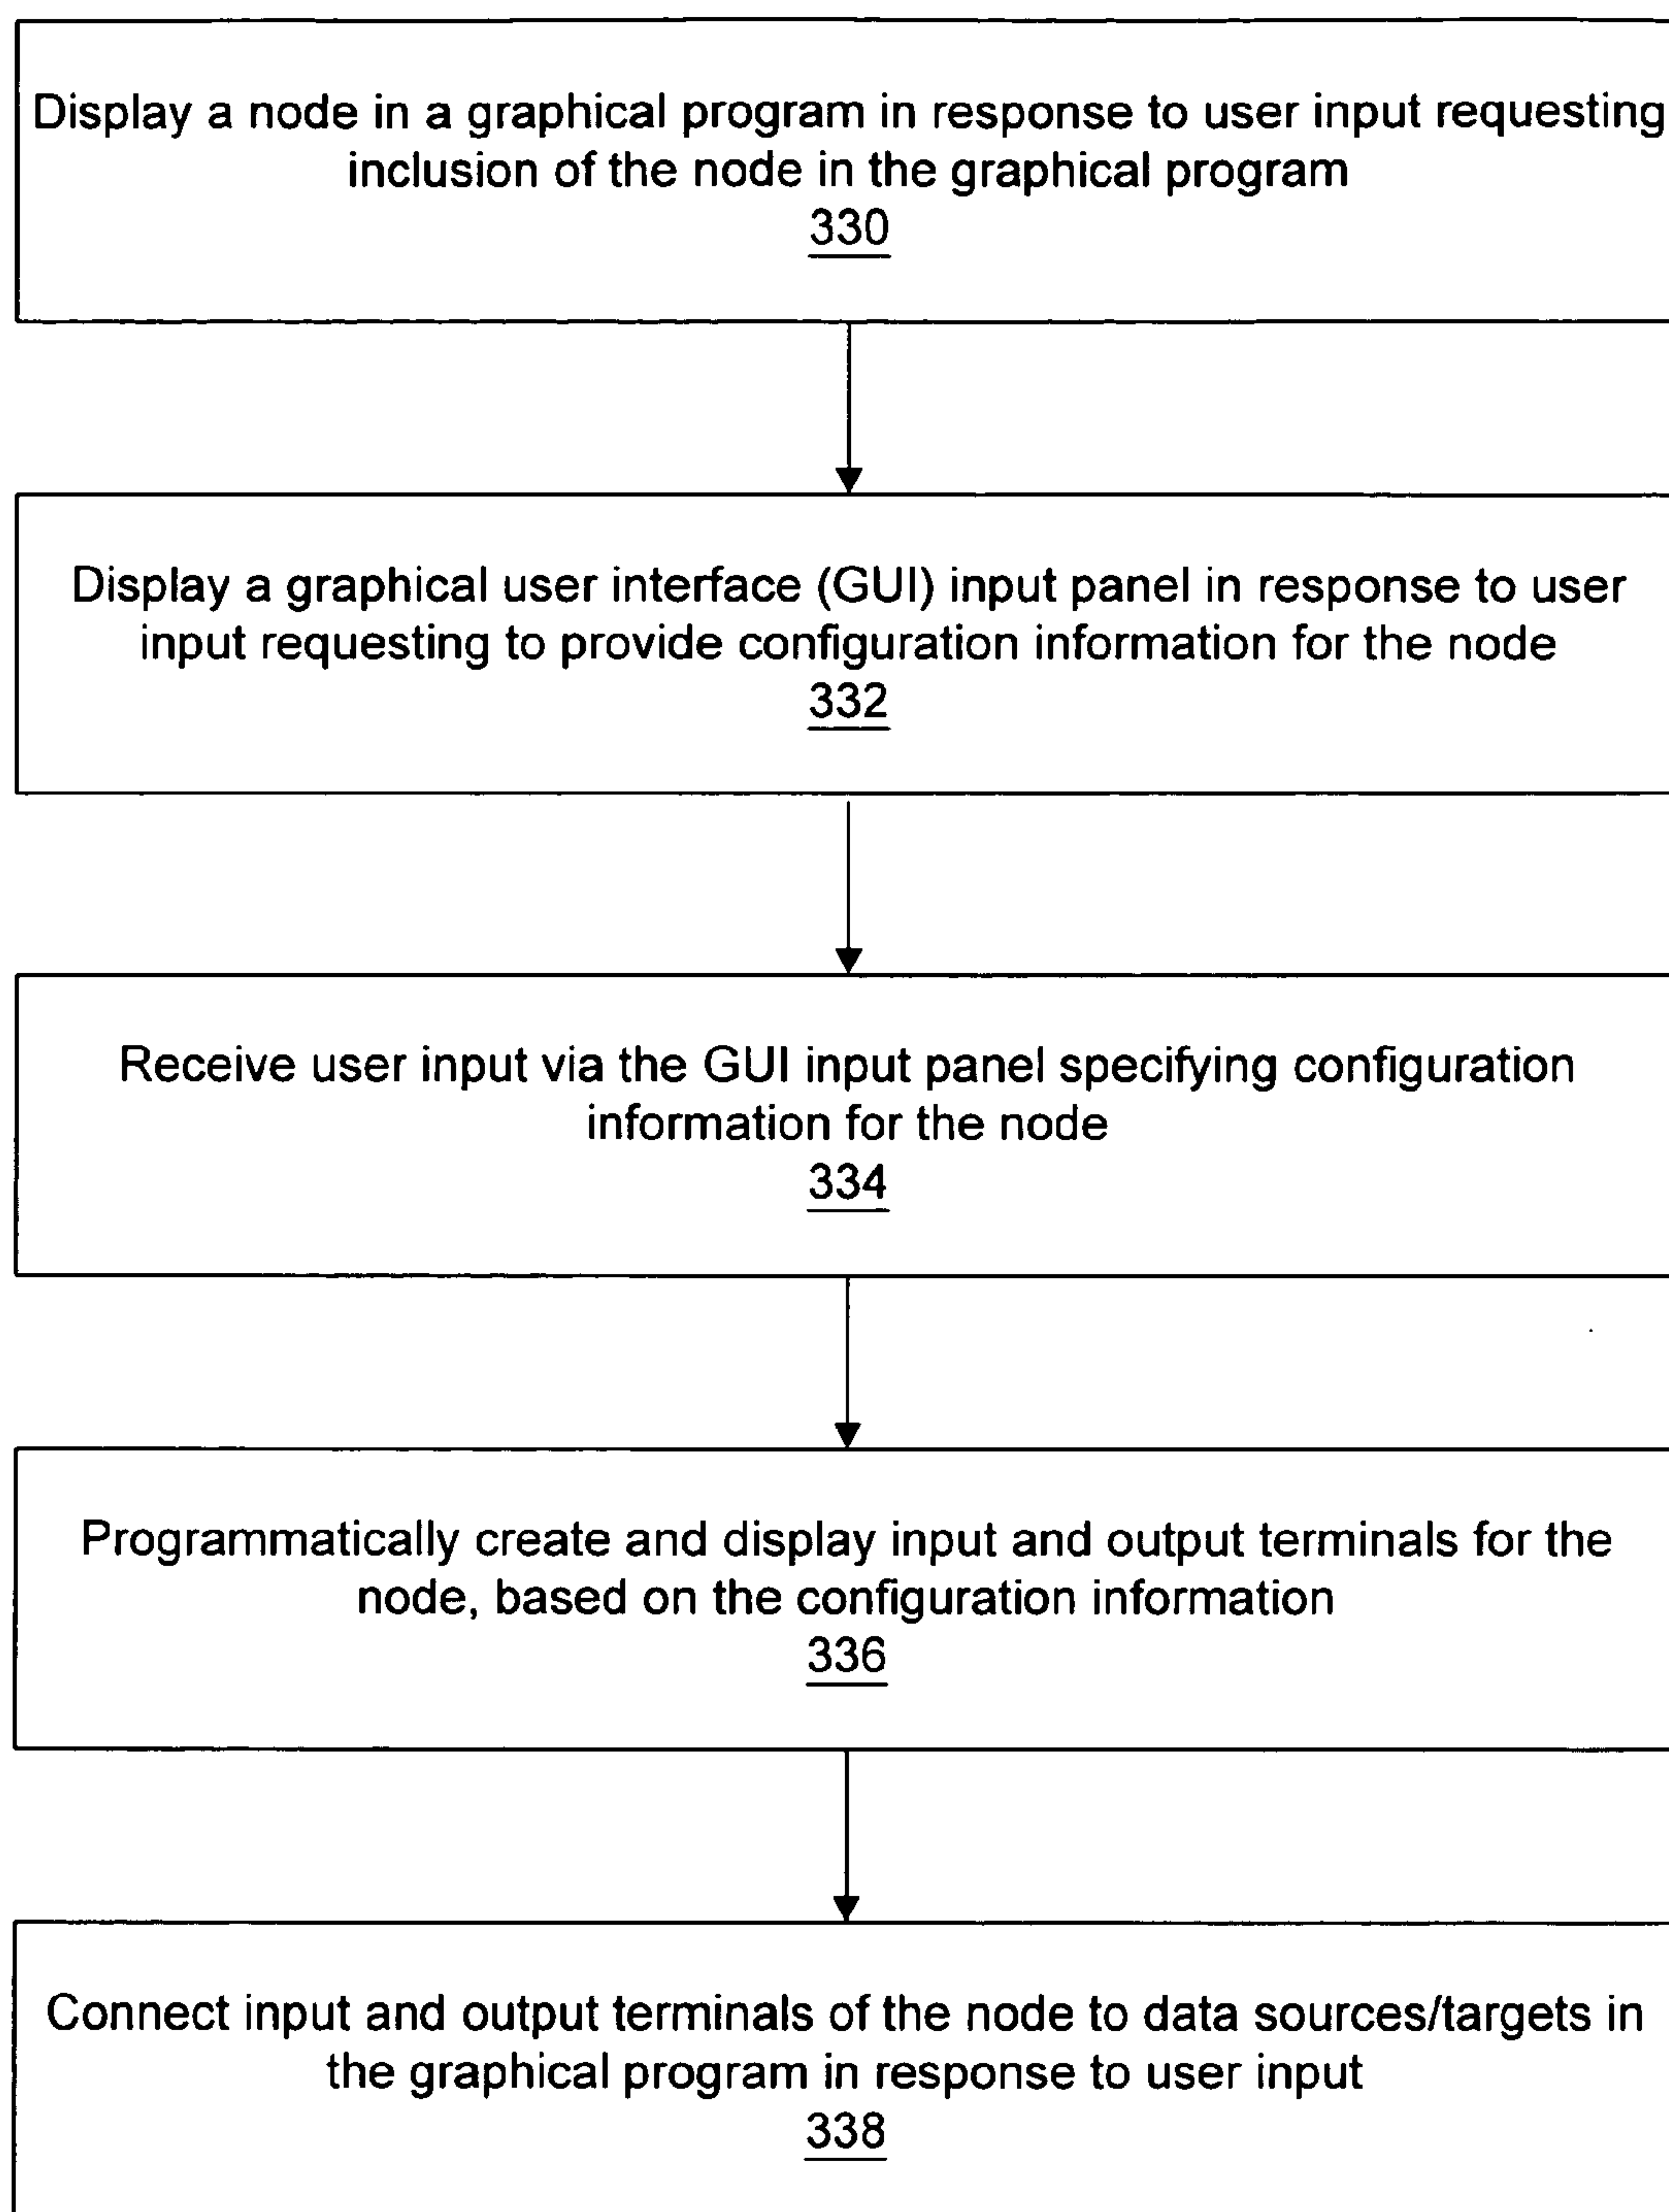 Display a node in a graphical program in response to user input requesting
inclusion of the node in the graphical program
330
Display a graphical user interface (GUI) input panel in response to user
input requesting to provide configuration information for the node
332
Receive user input via the GUI input panel specifying configuration
information for the node
334
Programmatically create and display input and output terminals for the
node, based on the configuration information
336
Connect input and output terminals of the node to data sources/targets in
the graphical program in response to user input
338